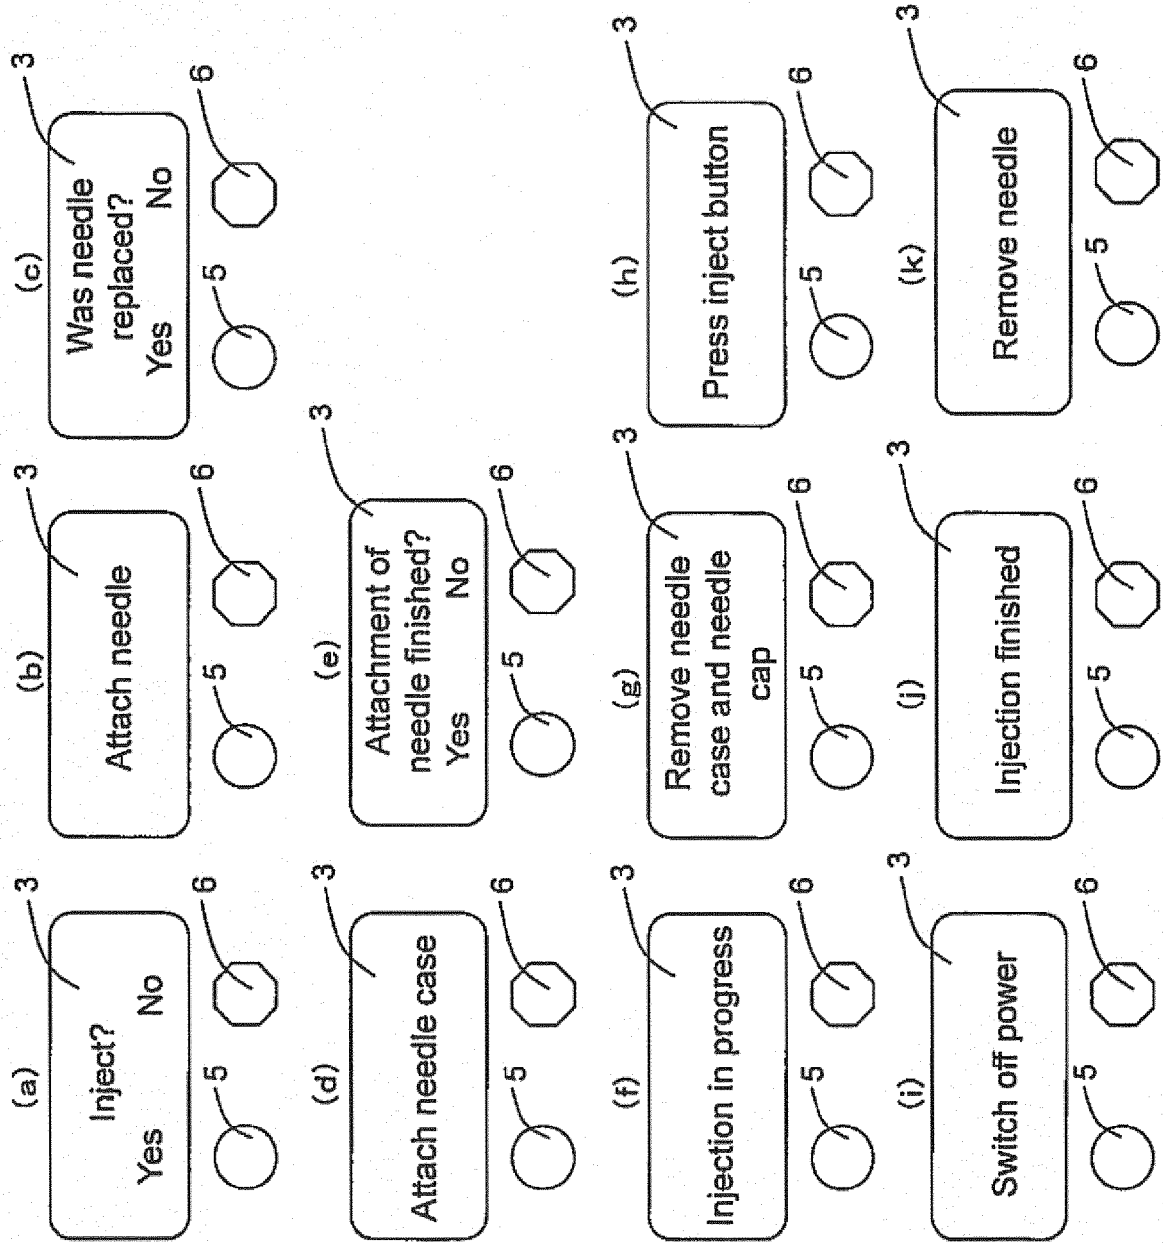 (a)
3
Inject?
Yes No
5
6
(b)
3
Attach needle
5
6
(c)
3
Was needle
replaced?
Yes No
5
6
(d)
3
Attach needle case
5
6
(e)
3
Attachment of
needle finished?
Yes No
5
6
(f)
3
Injection in progress
5
6
(g)
3
Remove needle
case and needle
cap
5
6
(h)
3
Press inject button
5
6
(i)
3
Switch off power
5
6
(j)
3
Injection finished
5
6
(k)
3
Remove needle
5
6